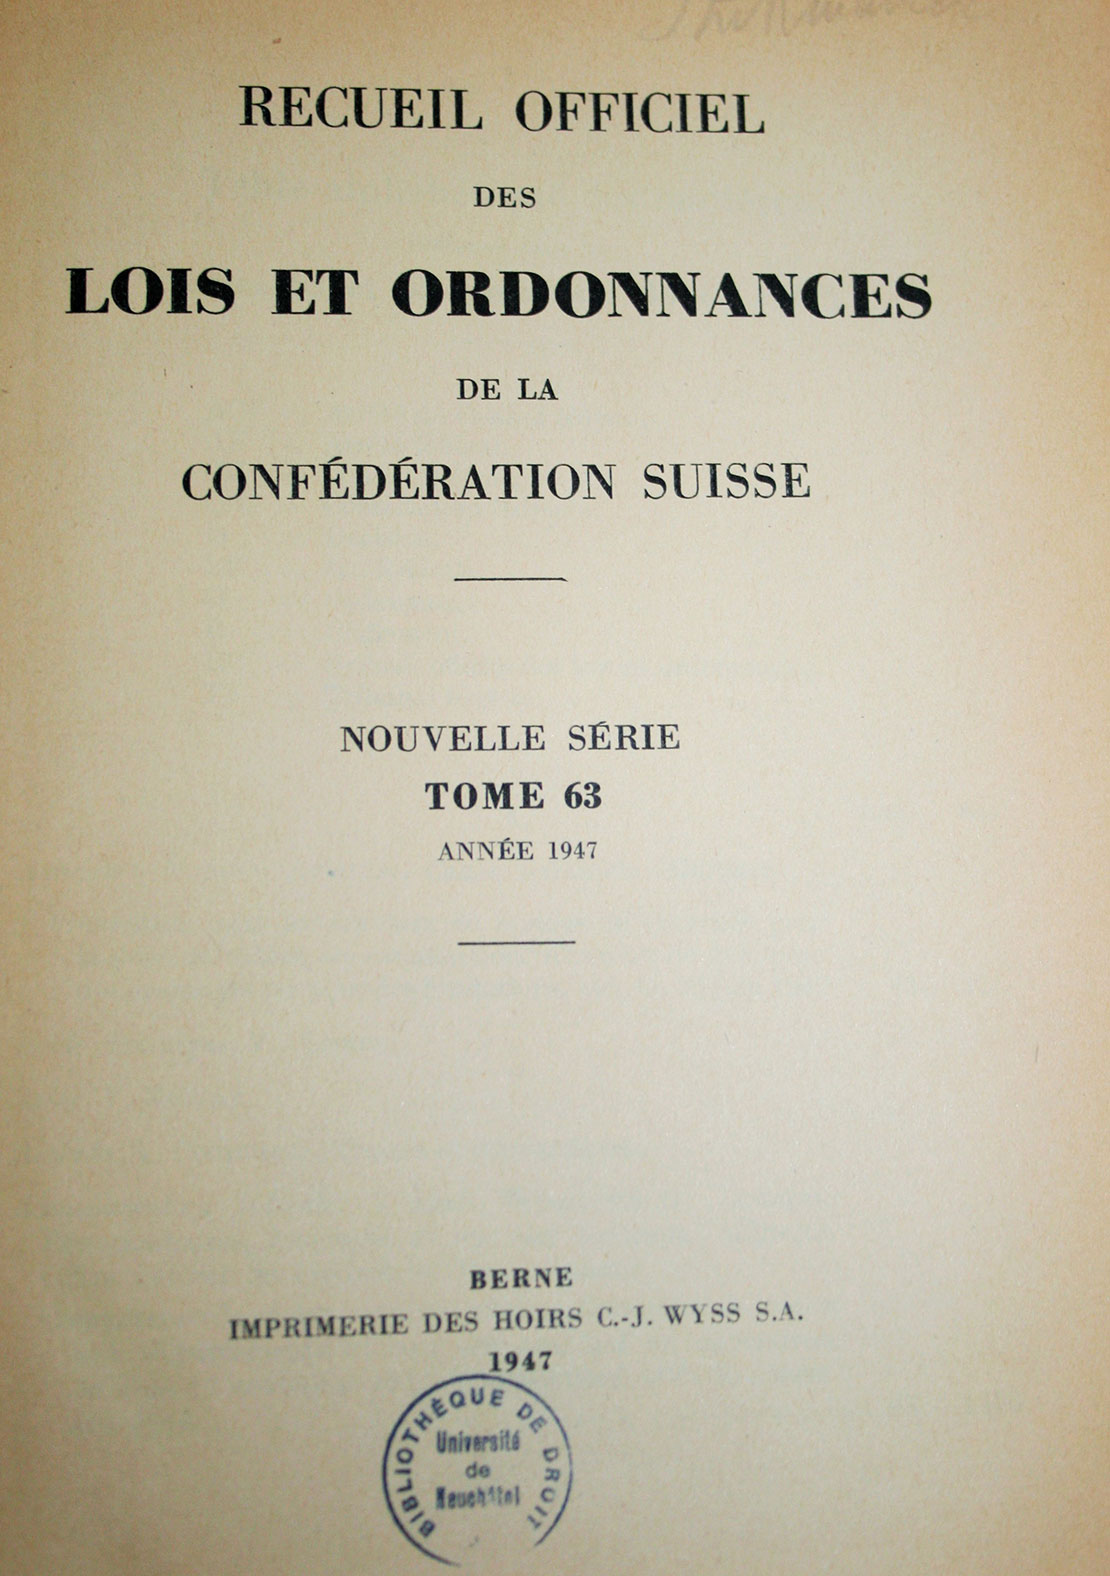 RECUEIL OFFICIEL
DES
LOIS ET ORDONNANCES
DE LA
CONFÉDÉRATION SUISSE
NOUVELLE SÉRIE
TOME 63
ANNÉE 1947
BERNE
IMPRIMERIE DES HOIRS C.-J. WYSS S.A.
1947
BIBLIOTHÈQUE DE DROIT
Université
de
Neuchâtel